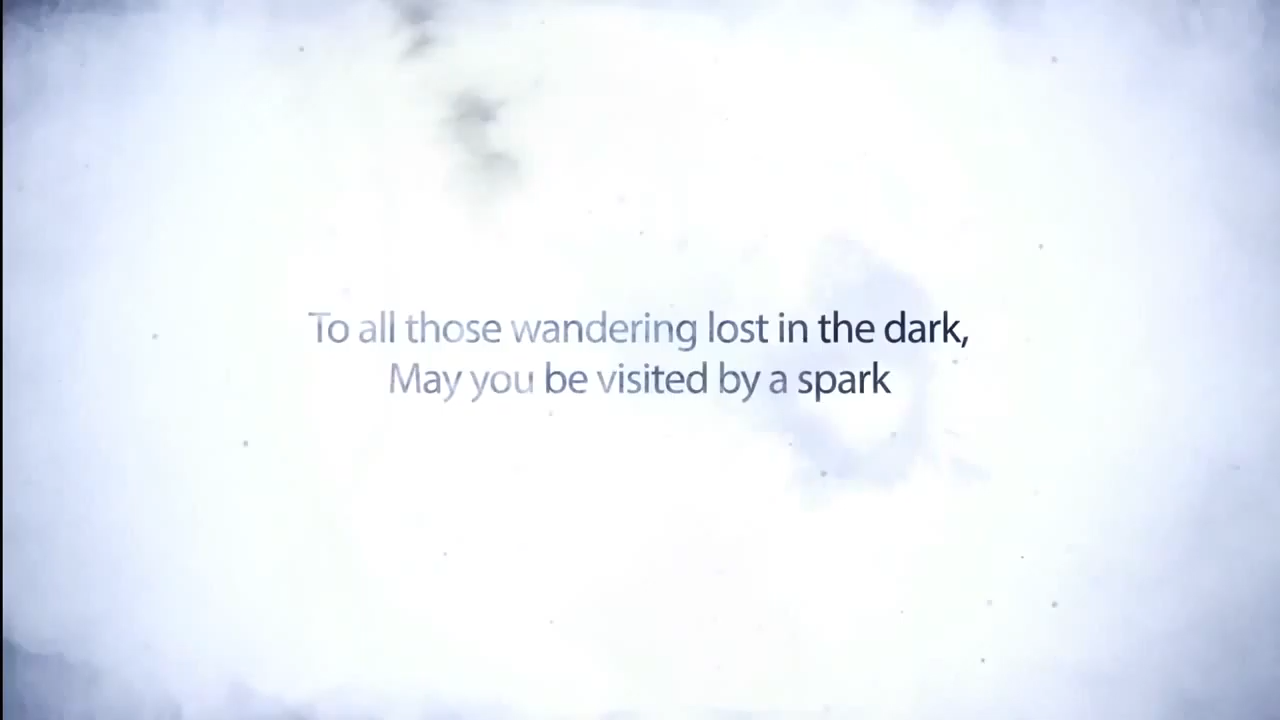 To all those wandering lost in the dark,
May you be visited by a spark